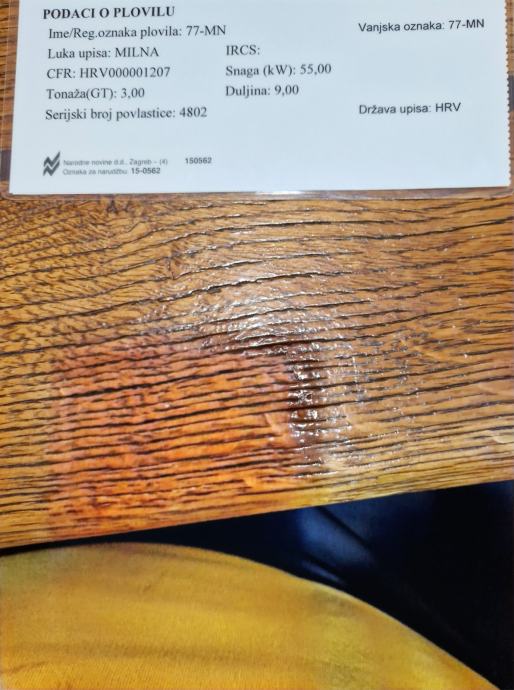 PODACI O PLOVILU
Ime/Reg.oznaka plovila: 77-MN Vanjska oznaka: 77-MN
Luka upisa: MILNA IRCS:
CFR: HRV000001207 Snaga (kW): 55,00
Tonaža(GT): 3,00 Duljina: 9,00
Serijski broj povlastice: 4802 Država upisa: HRV
Narodne novine d.d., Zagreb – (4) 150562
Oznaka za narudžbu: 15-0562